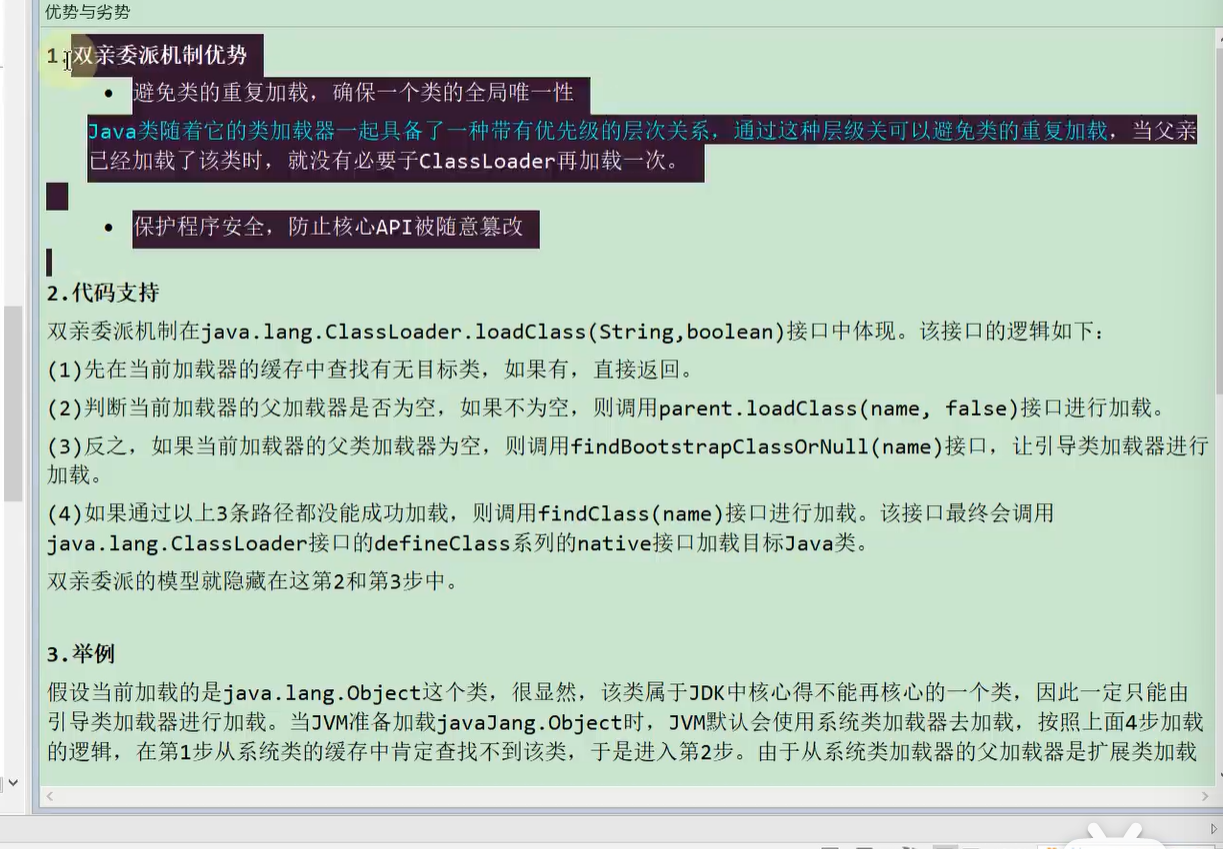 优势与劣势
1.双亲委派机制优势
• 避免类的重复加载，确保一个类的全局唯一性
Java类随着它的类加载器一起具备了一种带有优先级的层次关系，通过这种层级关可以避免类的重复加载，当父亲
已经加载了该类时，就没有必要子ClassLoader再加载一次。
• 保护程序安全，防止核心API被随意篡改
2.代码支持
双亲委派机制在java.lang.ClassLoader.loadClass(String,boolean)接口中体现。该接口的逻辑如下：
(1)先在当前加载器的缓存中查找有无目标类，如果有，直接返回。
(2)判断当前加载器的父加载器是否为空，如果不为空，则调用parent.loadClass(name, false)接口进行加载。
(3)反之，如果当前加载器的父类加载器为空，则调用findBootstrapClassOrNull(name)接口，让引导类加载器进行
加载。
(4)如果通过以上3条路径都没能成功加载，则调用findClass(name)接口进行加载。该接口最终会调用
java.lang.ClassLoader接口的defineClass系列的native接口加载目标Java类。
双亲委派的模型就隐藏在这第2和第3步中。
3.举例
假设当前加载的是java.lang.Object这个类，很显然，该类属于JDK中核心得不能再核心的一个类，因此一定只能由
引导类加载器进行加载。当JVM准备加载javaJang.Object时，JVM默认会使用系统类加载器去加载，按照上面4步加载
的逻辑，在第1步从系统类的缓存中肯定查找不到该类，于是进入第2步。由于从系统类加载器的父加载器是扩展类加载